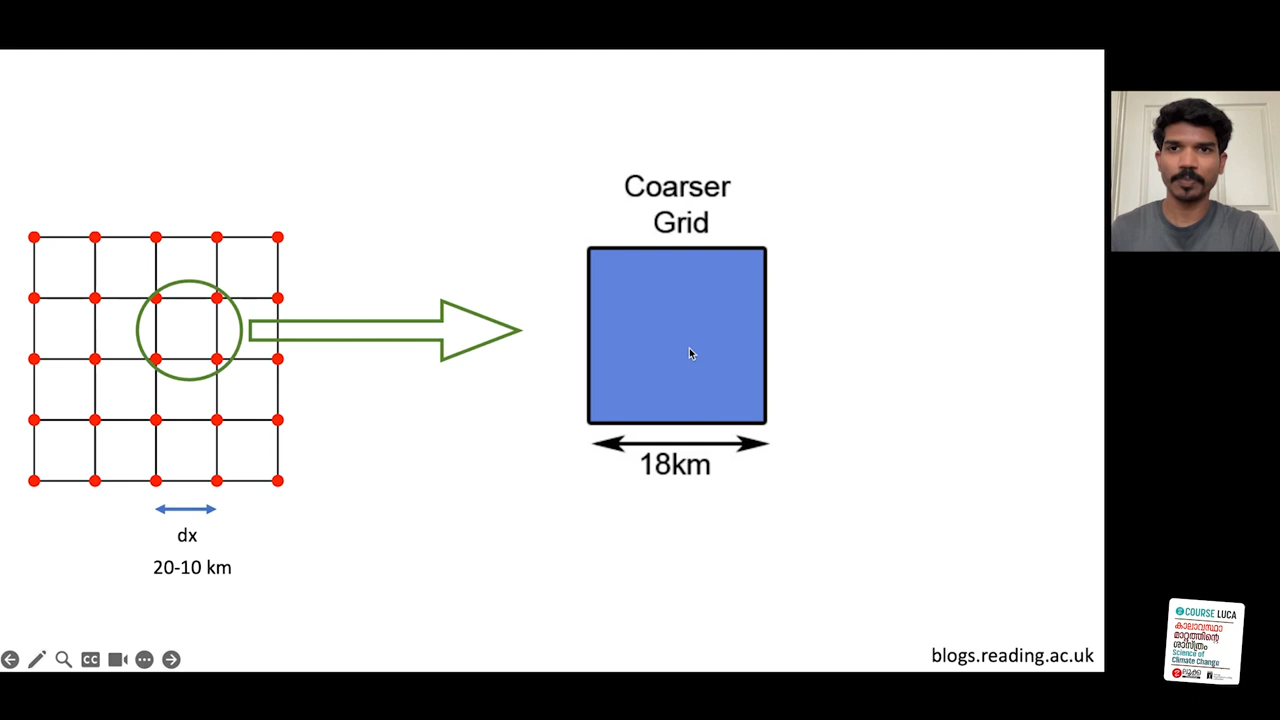 Coarser
Grid
18km
dx
20-10 km
CC
blogs.reading.ac.uk
COURSE LUCA
കാലാവസ്ഥാ
മാറ്റത്തിന്റെ
ശാസ്ത്രം
Science of
Climate Change
ലൂക്ക